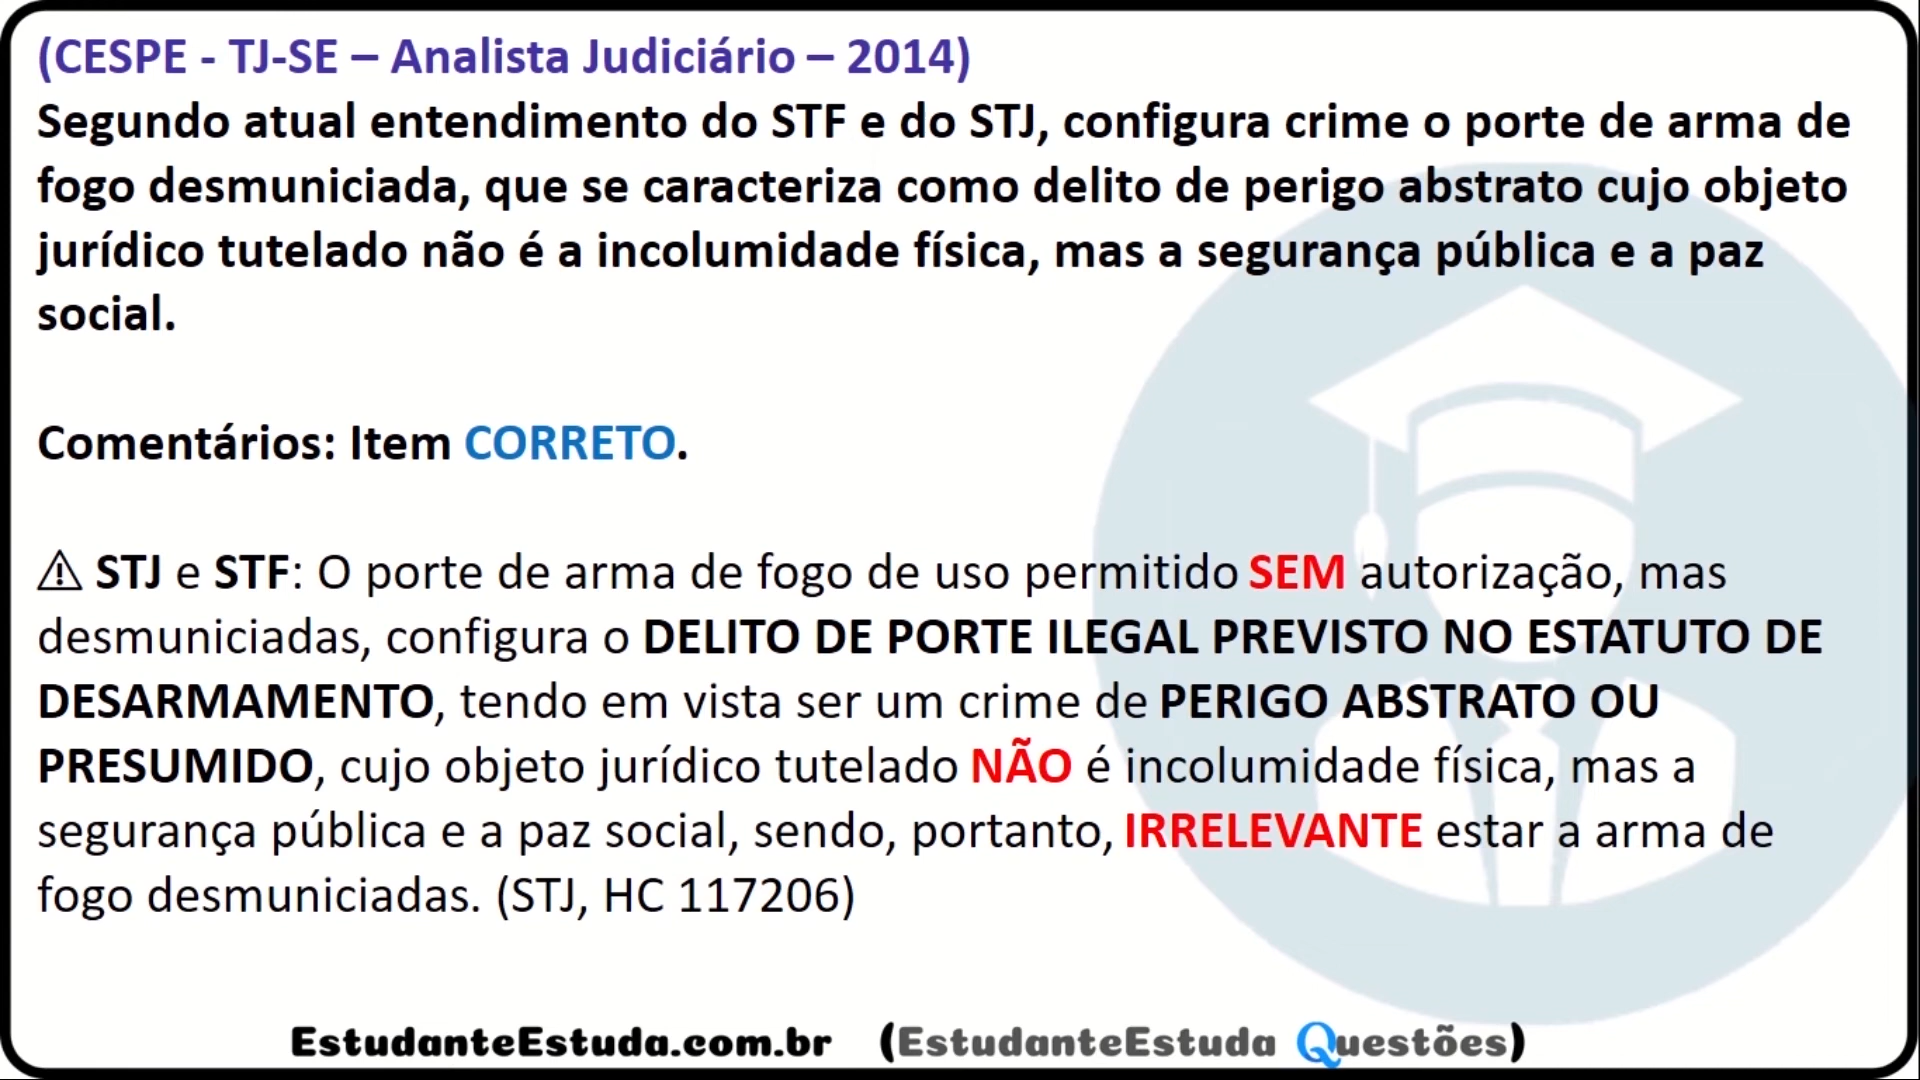 (CESPE - TJ-SE – Analista Judiciário – 2014)
Segundo atual entendimento do STF e do STJ, configura crime o porte de arma de
fogo desmuniciada, que se caracteriza como delito de perigo abstrato cujo objeto
jurídico tutelado não é a incolumidade física, mas a segurança pública e a paz
social.
Comentários: Item CORRETO.
⚠ STJ e STF: O porte de arma de fogo de uso permitido SEM autorização, mas
desmuniciadas, configura o DELITO DE PORTE ILEGAL PREVISTO NO ESTATUTO DE
DESARMAMENTO, tendo em vista ser um crime de PERIGO ABSTRATO OU
PRESUMIDO, cujo objeto jurídico tutelado NÃO é incolumidade física, mas a
segurança pública e a paz social, sendo, portanto, IRRELEVANTE estar a arma de
fogo desmuniciadas. (STJ, HC 117206)
EstudanteEstuda.com.br (EstudanteEstuda Questões)